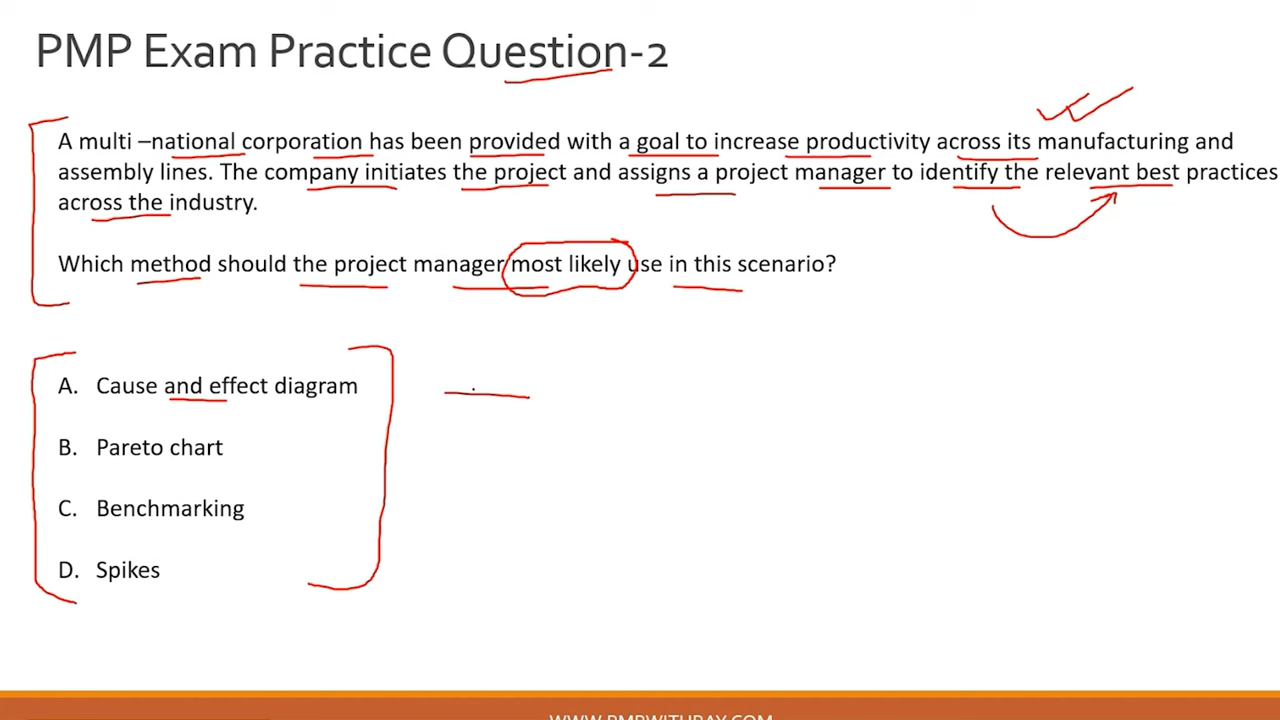 PMP Exam Practice Question-2
A multi –national corporation has been provided with a goal to increase productivity across its manufacturing and
assembly lines. The company initiates the project and assigns a project manager to identify the relevant best practices
across the industry.
Which method should the project manager most likely use in this scenario?
A. Cause and effect diagram
B. Pareto chart
C. Benchmarking
D. Spikes
WWW.PMPWITHRAY.COM